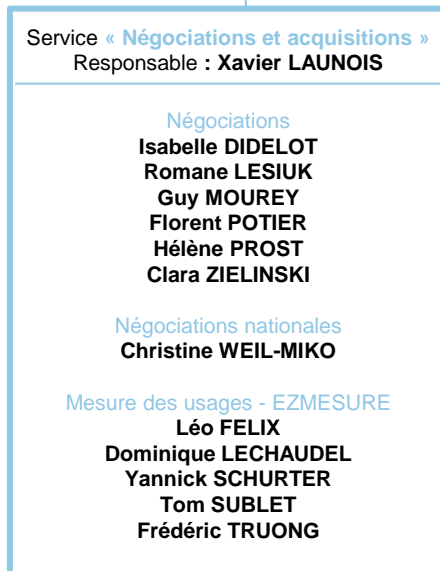 Service « Négociations et acquisitions »
Responsable : Xavier LAUNOIS
Négociations
Isabelle DIDELOT
Romane LESIUK
Guy MOUREY
Florent POTIER
Hélène PROST
Clara ZIELINSKI
Négociations nationales
Christine WEIL-MIKO
Mesure des usages - EZMESURE
Léo FELIX
Dominique LECHAUDEL
Yannick SCHURTER
Tom SUBLET
Frédéric TRUONG